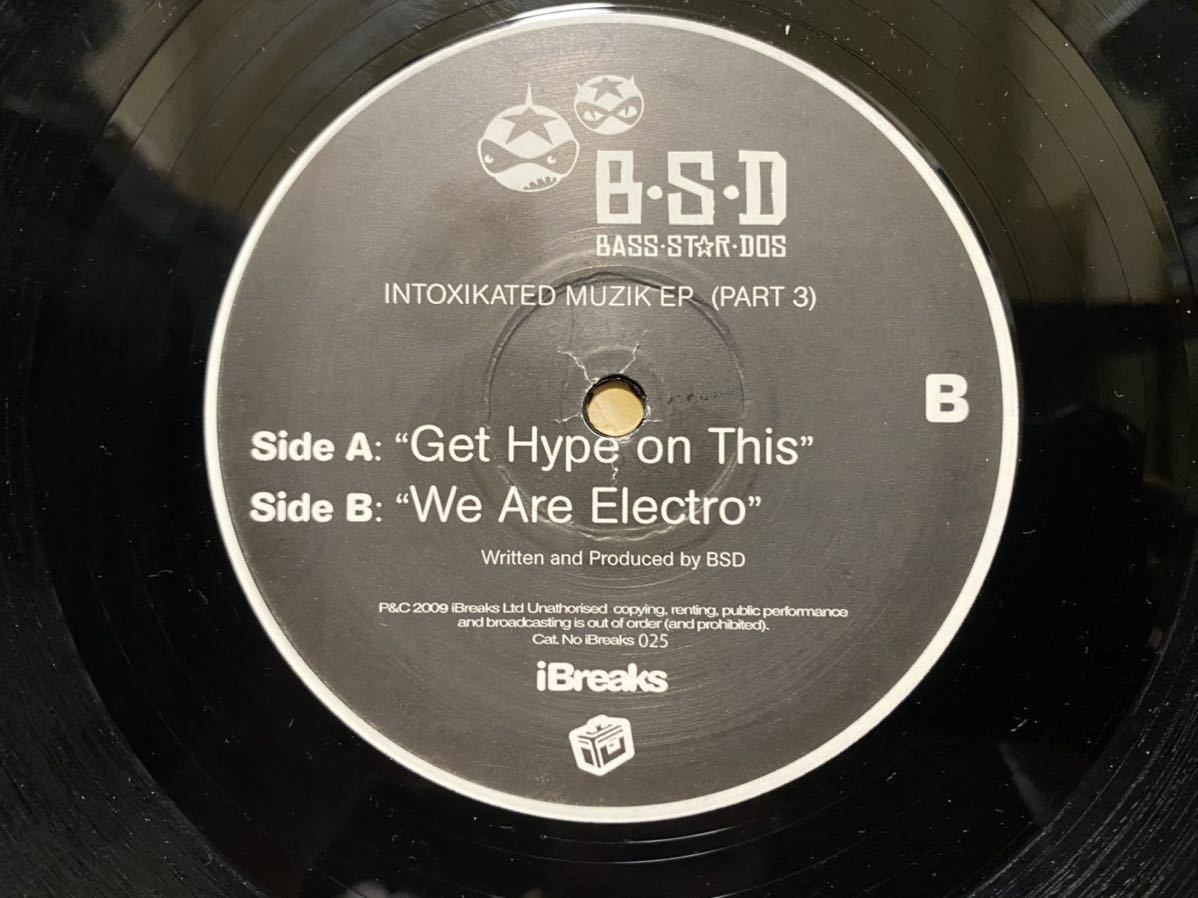 B·S·D
BASS·ST☆R·DOS
INTOXIKATED MUZIK EP (PART 3)
B
Side A: “Get Hype on This”
Side B: “We Are Electro”
Written and Produced by BSD
P&C 2009 iBreaks Ltd Unathorised copying, renting, public performance
and broadcasting is out of order (and prohibited).
Cat. No iBreaks 025
iBreaks